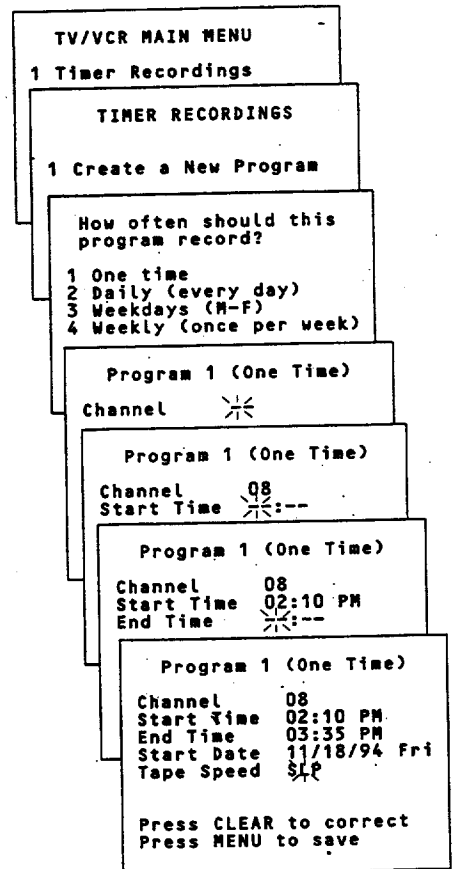 TV/VCR MAIN MENU
1 Timer Recordings
TIMER RECORDINGS
1 Create a New Program
How often should this
program record?
1 One time
2 Daily (every day)
3 Weekdays (M-F)
4 Weekly (once per week)
Program 1 (One Time)
Channel --
Program 1 (One Time)
Channel 08
Start Time --:--
Program 1 (One Time)
Channel 08
Start Time 02:10 PM
End Time --:--
Program 1 (One Time)
Channel 08
Start Time 02:10 PM
End Time 03:35 PM
Start Date 11/18/94 Fri
Tape Speed SLP
Press CLEAR to correct
Press MENU to save